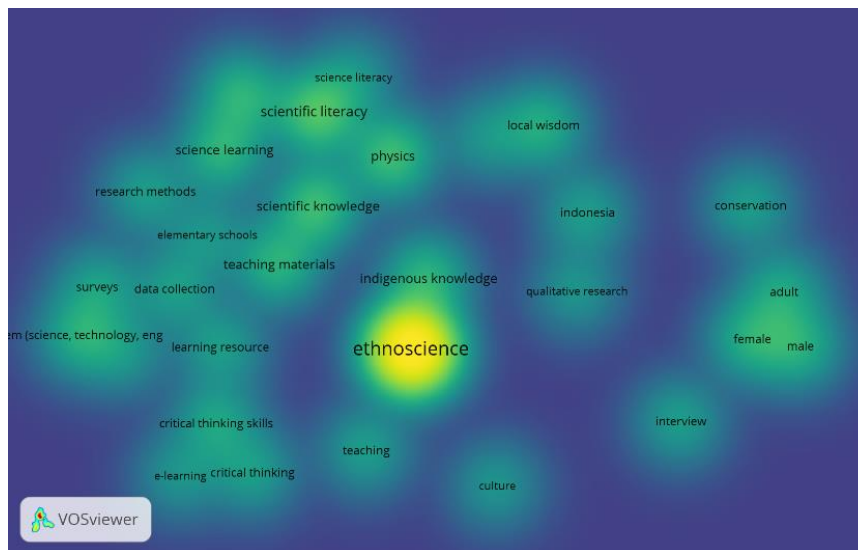 science literacy
scientific literacy
local wisdom
science learning
physics
research methods
scientific knowledge
indonesia
conservation
elementary schools
teaching materials
indigenous knowledge
surveys
data collection
qualitative research
adult
em (science, technology, eng
learning resource
ethnoscience
female
male
critical thinking skills
interview
teaching
e-learning
critical thinking
culture
VOSviewer